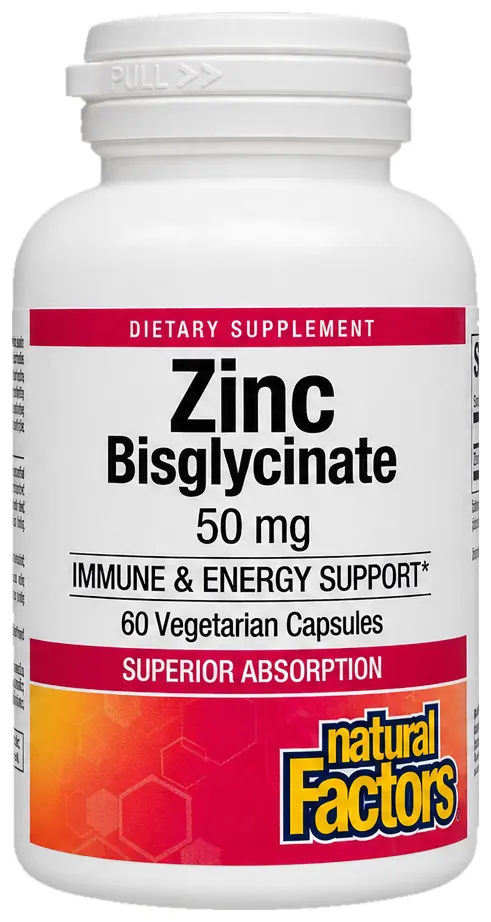 PULL >>
DIETARY SUPPLEMENT
Zinc
Bisglycinate
50 mg
IMMUNE & ENERGY SUPPORT*
60 Vegetarian Capsules
SUPERIOR ABSORPTION
natural
Factors